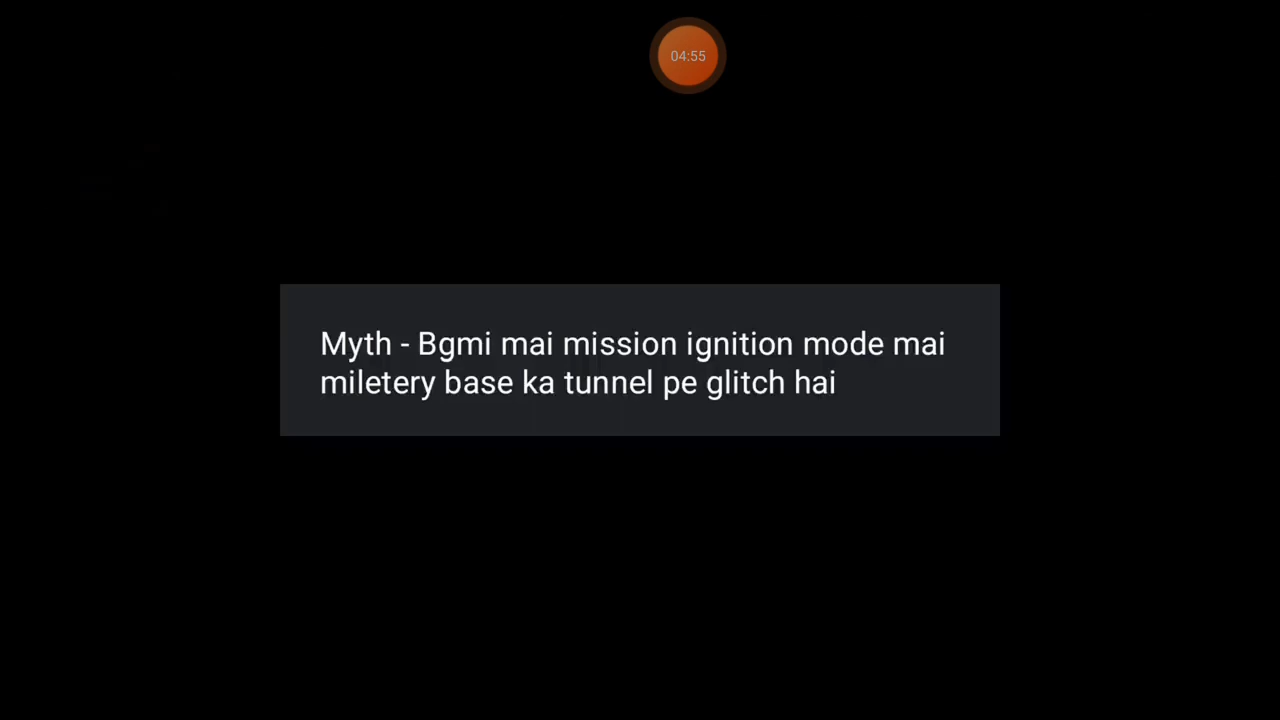 04:55
Myth - Bgmi mai mission ignition mode mai
miletery base ka tunnel pe glitch hai